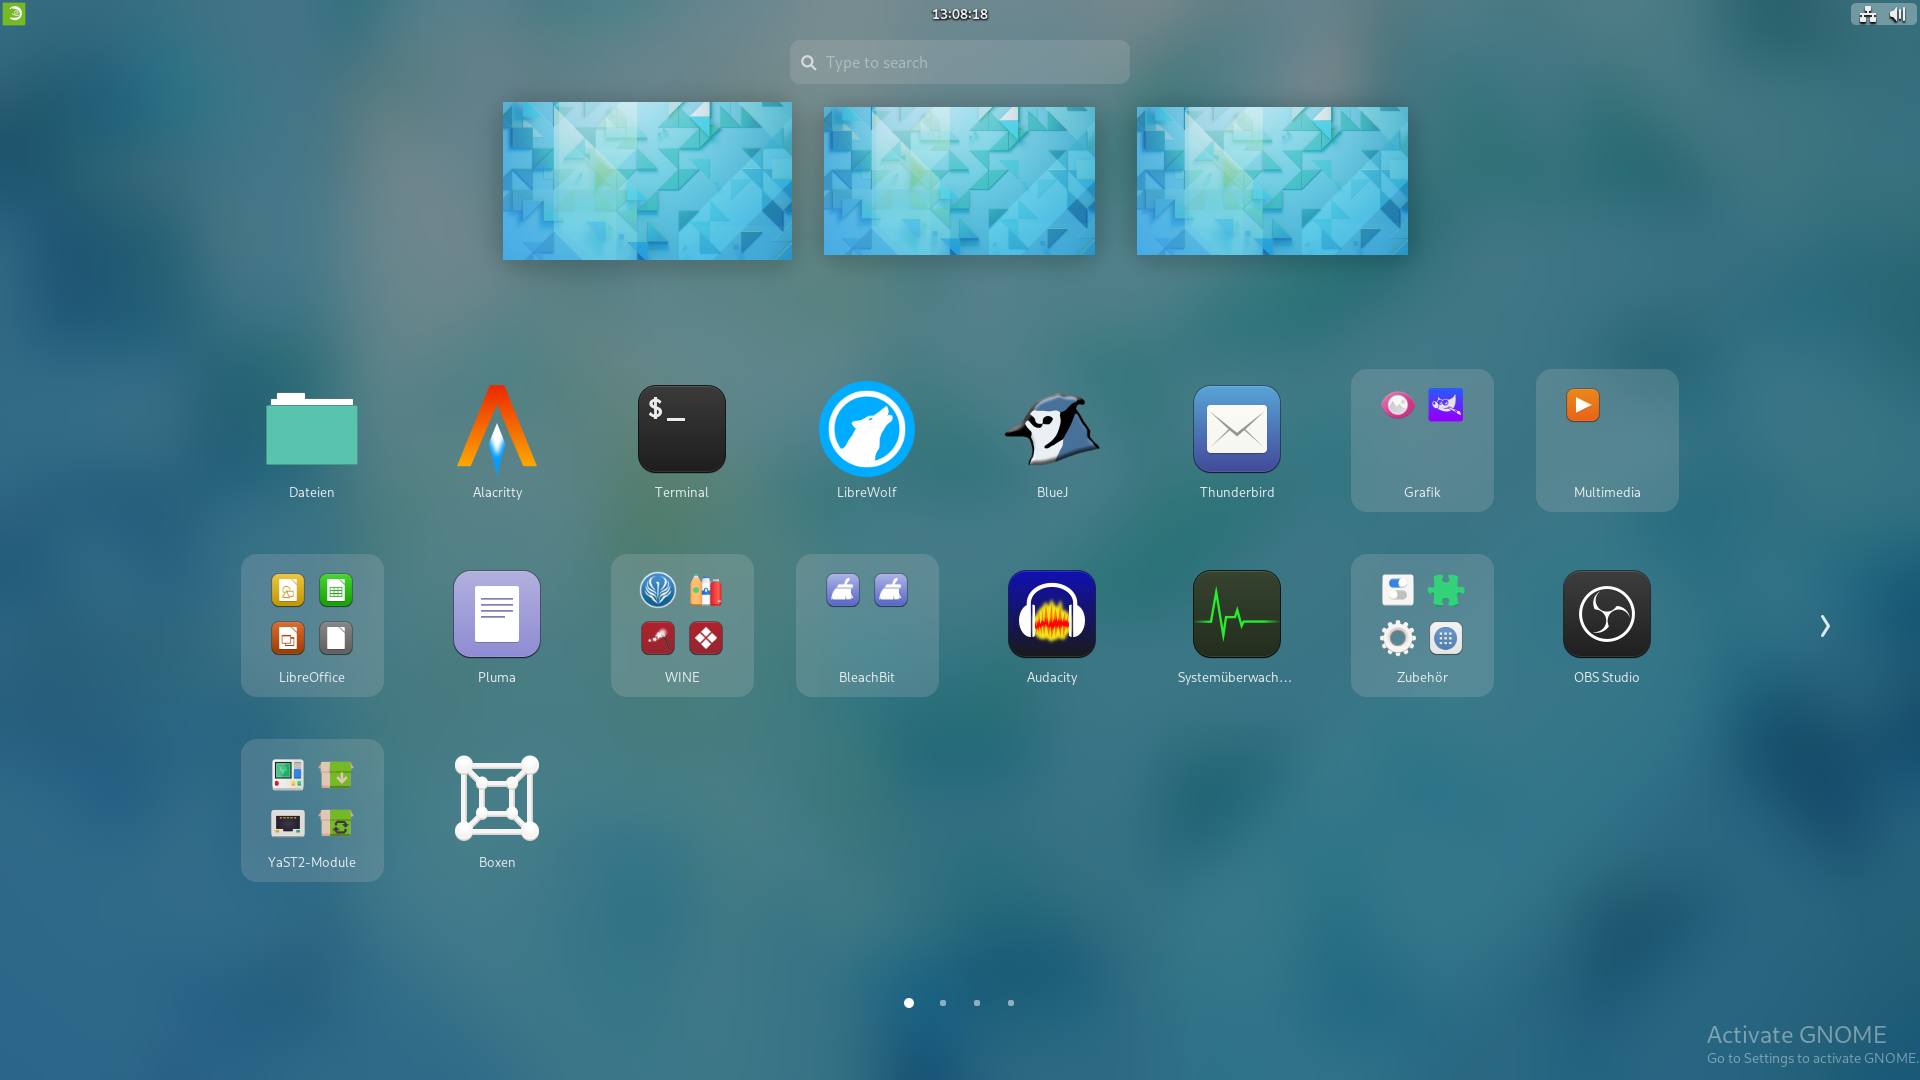 13:08:18
Type to search
Dateien
Alacritty
Terminal
$_
LibreWolf
BlueJ
Thunderbird
Grafik
Multimedia
LibreOffice
Pluma
WINE
BleachBit
Audacity
Systemüberwach…
Zubehör
OBS Studio
YaST2-Module
Boxen
Activate GNOME
Go to Settings to activate GNOME.